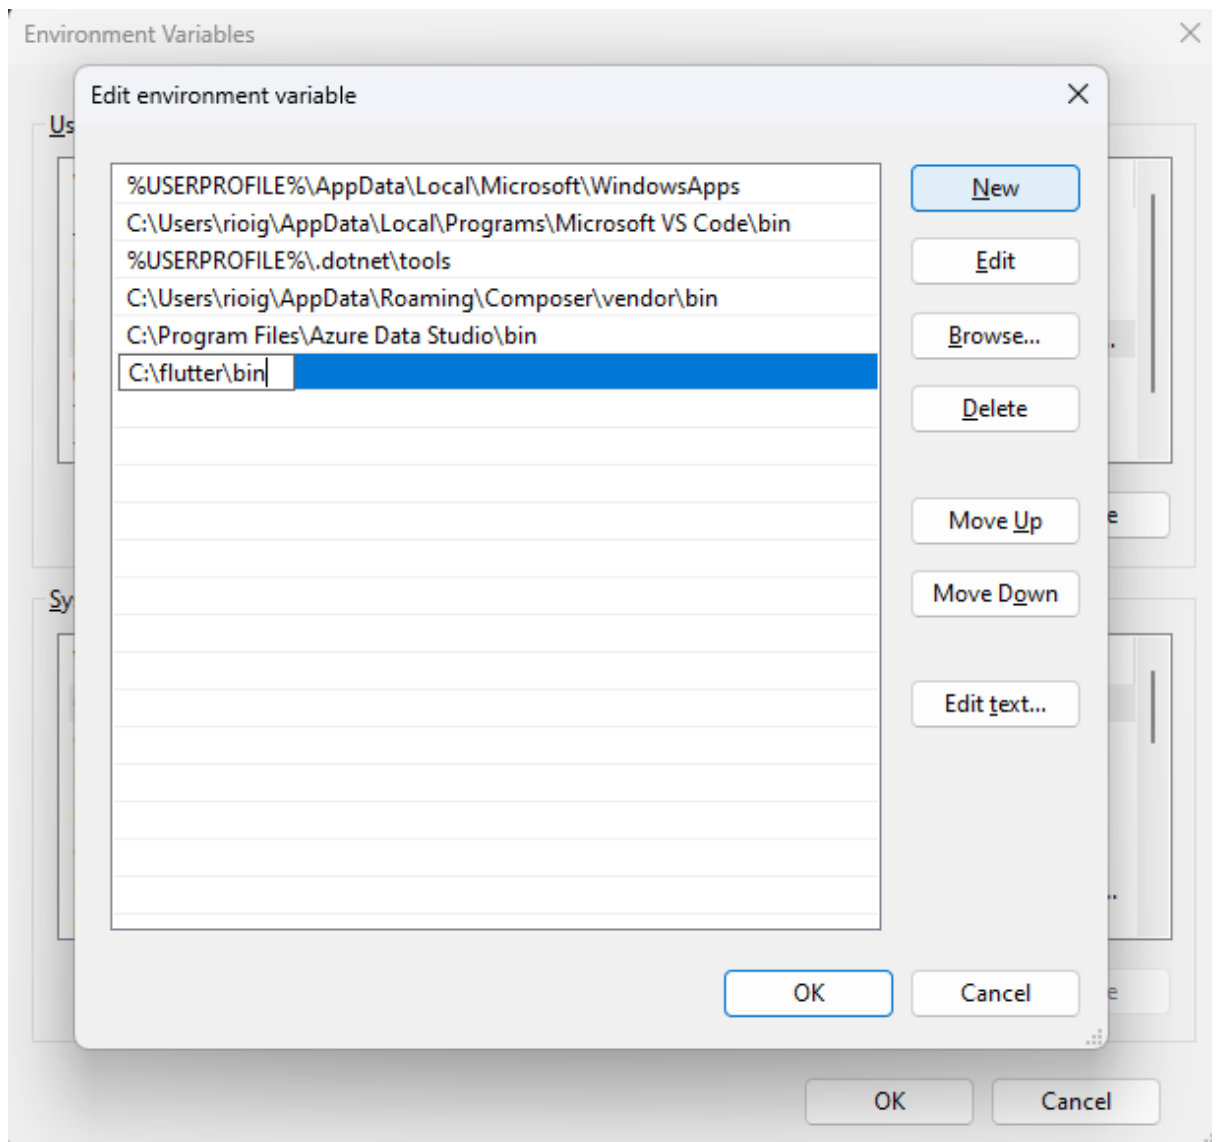 Environment Variables
Edit environment variable
Us
%USERPROFILE%\AppData\Local\Microsoft\WindowsApps
New
C:\Users\rioig\AppData\Local\Programs\Microsoft VS Code\bin
%USERPROFILE%\.dotnet\tools
Edit
C:\Users\rioig\AppData\Roaming\Composer\vendor\bin
C:\Program Files\Azure Data Studio\bin
Browse...
C:\flutter\bin
Delete
Move Up
e
Move Down
Sy
Edit text...
OK
Cancel
e
OK
Cancel